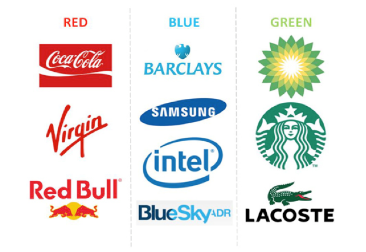 RED
Coca-Cola
Virgin
Red Bull
BLUE
BARCLAYS
SAMSUNG
intel
BlueSkyADR
GREEN
LACOSTE